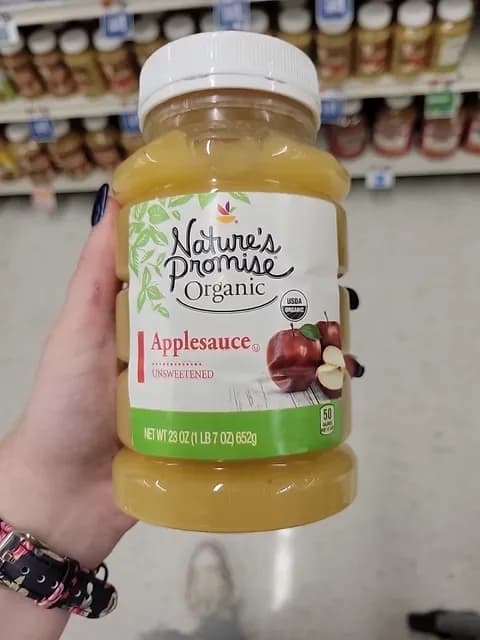 Nature's
Promise
Organic
USDA
ORGANIC
Applesauce
UNSWEETENED
50
NET WT 23 OZ (1 LB 7 OZ) 652g